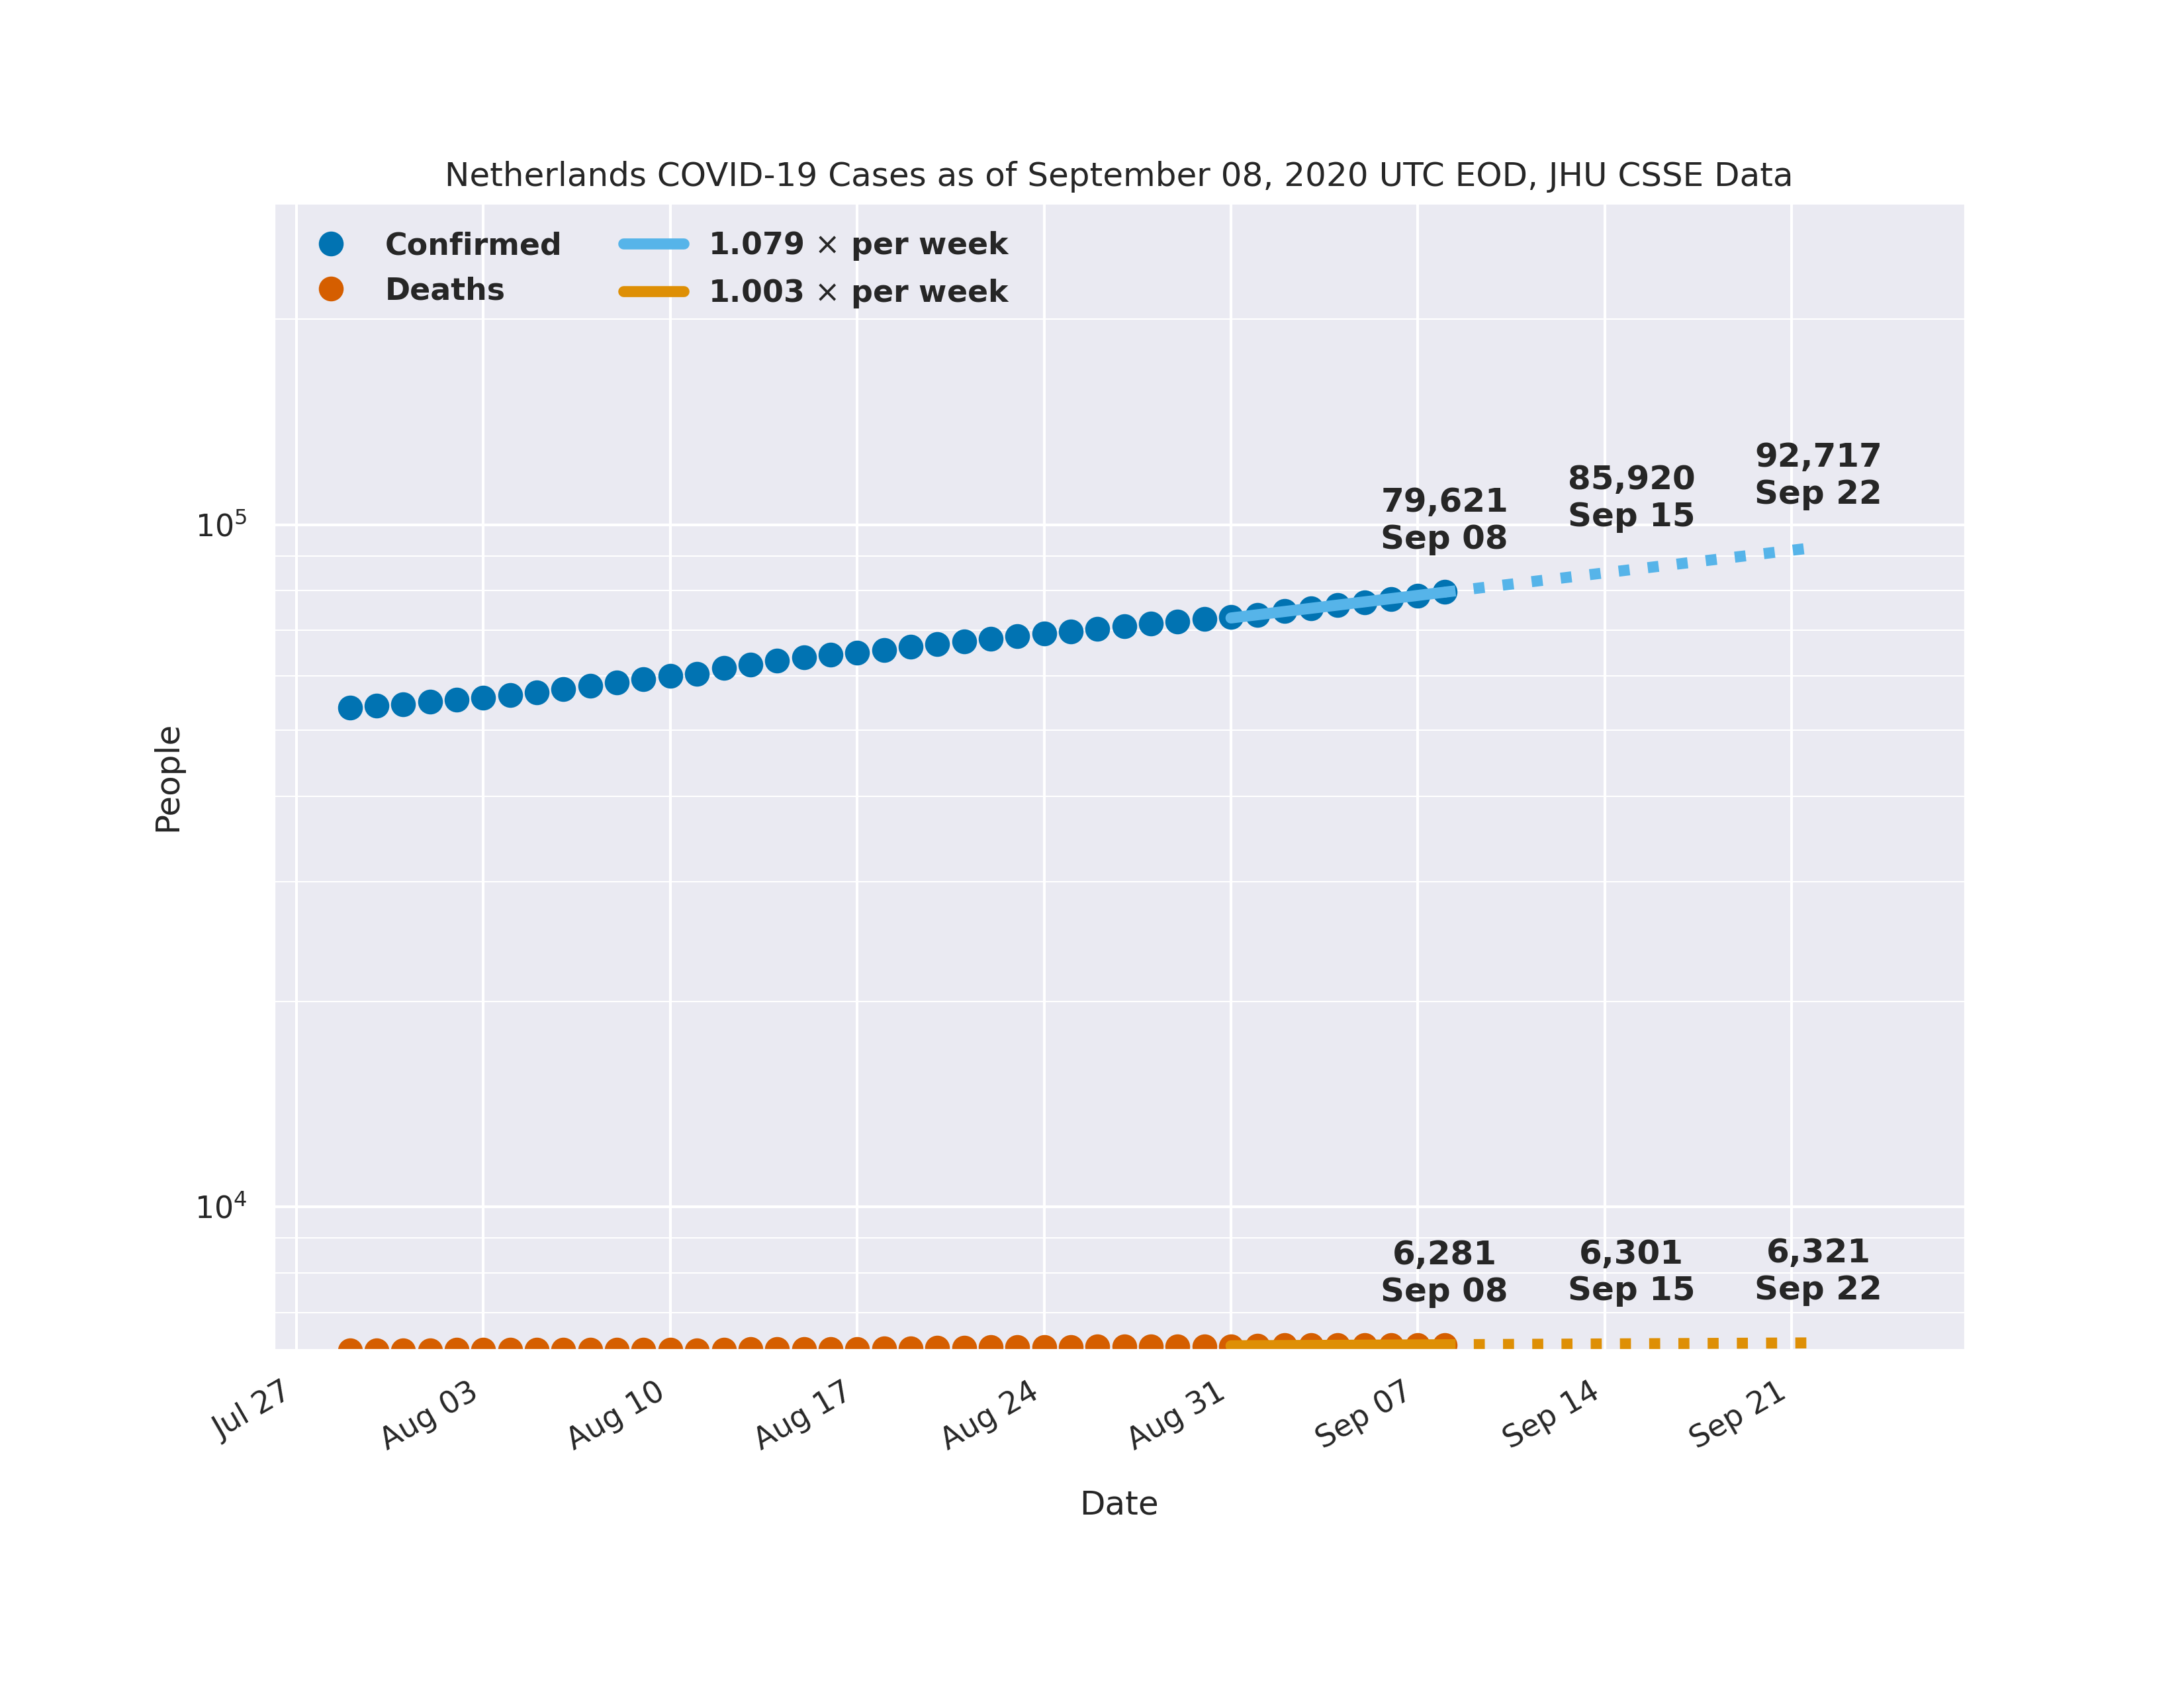 Netherlands COVID-19 Cases as of September 08, 2020 UTC EOD, JHU CSSE Data
Confirmed
Deaths
1.079 × per week
1.003 × per week
92,717
Sep 22
85,920
Sep 15
79,621
Sep 08
10⁵
People
10⁴
6,281
Sep 08
6,301
Sep 15
6,321
Sep 22
Jul 27
Aug 03
Aug 10
Aug 17
Aug 24
Aug 31
Sep 07
Sep 14
Sep 21
Date